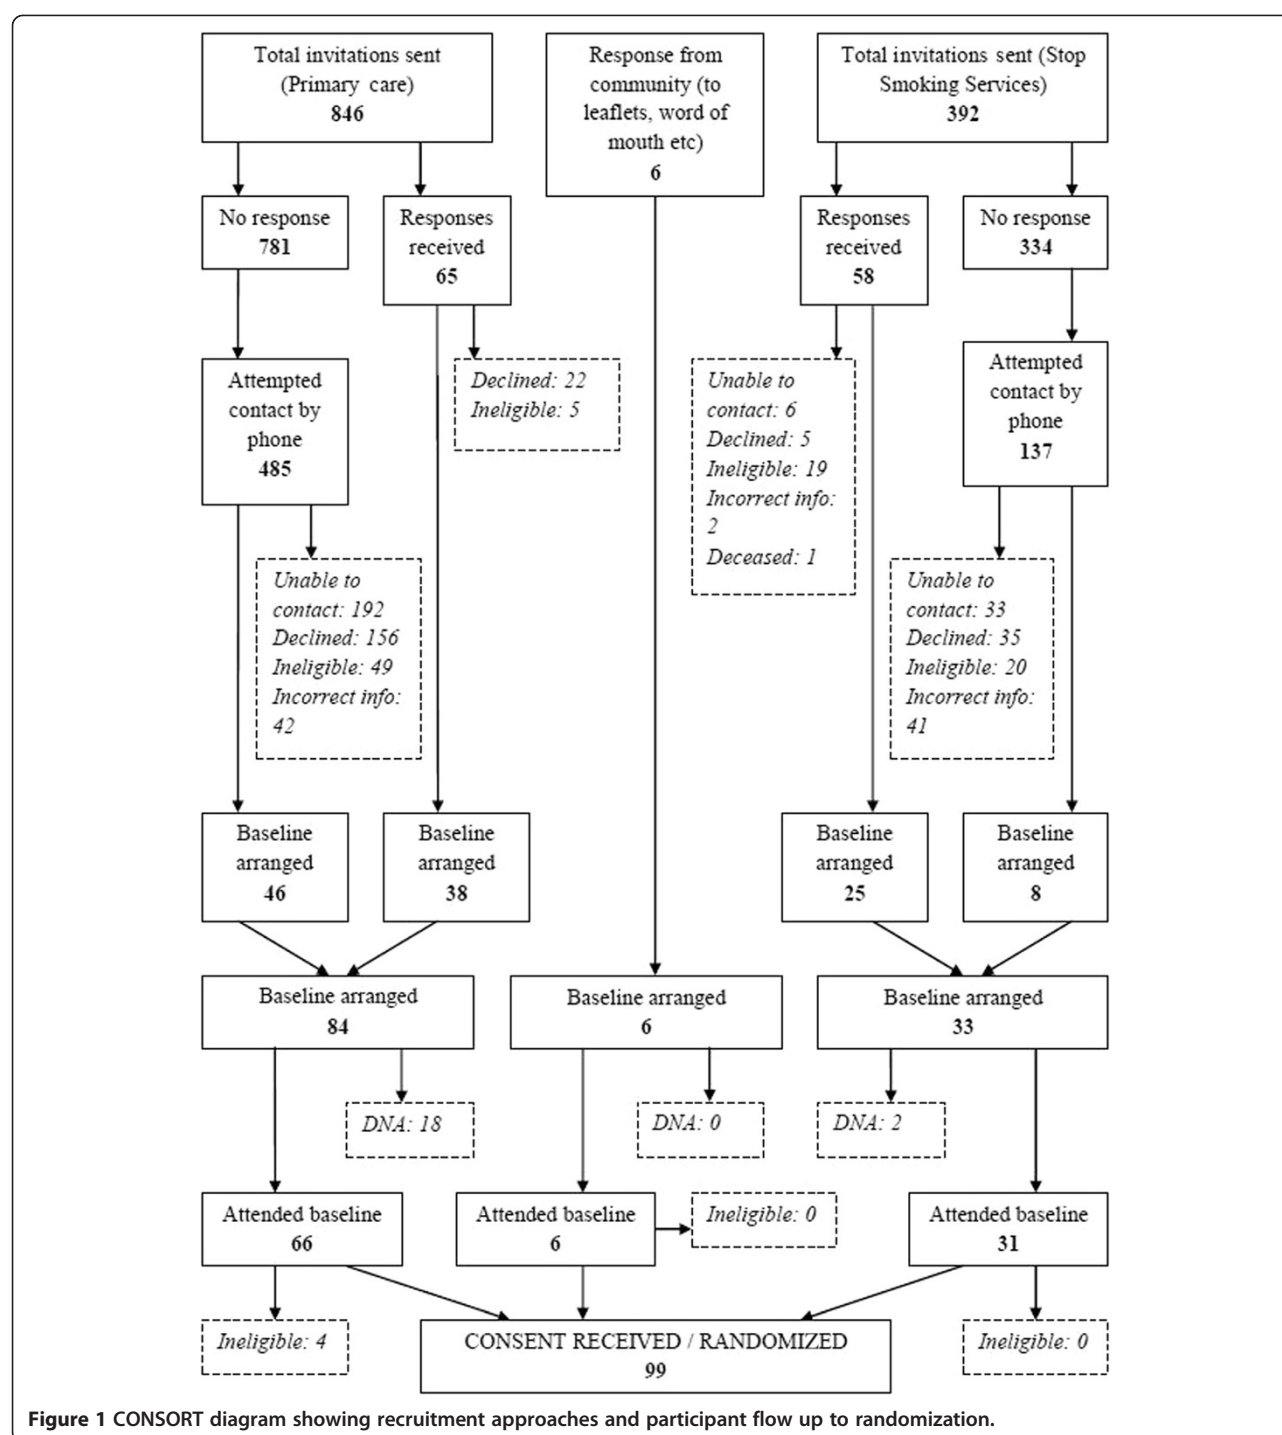 Total invitations sent
(Primary care)
846
Response from
community (to
leaflets, word of
mouth etc)
6
Total invitations sent (Stop
Smoking Services)
392
No response
781
Responses
received
65
Responses
received
58
No response
334
Attempted
contact by
phone
485
Declined: 22
Ineligible: 5
Unable to
contact: 6
Declined: 5
Ineligible: 19
Incorrect info:
2
Deceased: 1
Attempted
contact by
phone
137
Unable to
contact: 192
Declined: 156
Ineligible: 49
Incorrect info:
42
Unable to
contact: 33
Declined: 35
Ineligible: 20
Incorrect info:
41
Baseline
arranged
46
Baseline
arranged
38
Baseline
arranged
25
Baseline
arranged
8
Baseline arranged
84
Baseline arranged
6
Baseline arranged
33
DNA: 18
DNA: 0
DNA: 2
Attended baseline
66
Attended baseline
6
Ineligible: 0
Attended baseline
31
Ineligible: 4
CONSENT RECEIVED / RANDOMIZED
99
Ineligible: 0
Figure 1 CONSORT diagram showing recruitment approaches and participant flow up to randomization.